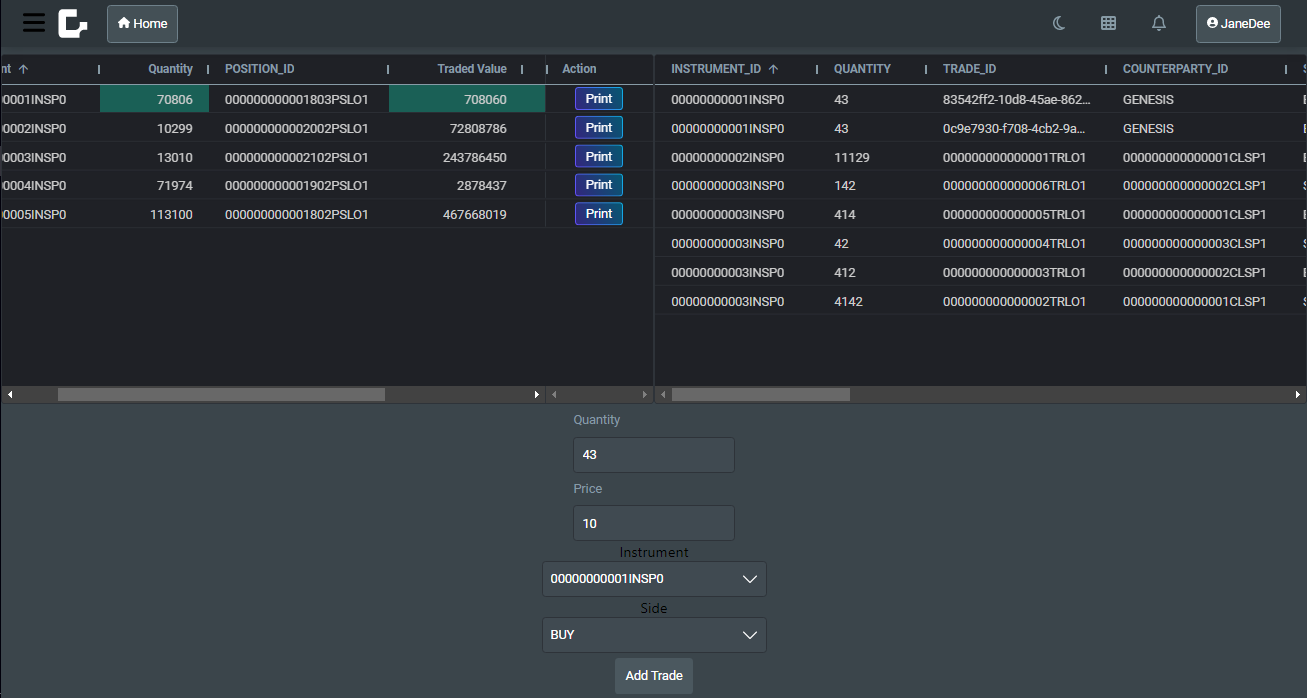 Home JaneDee
nt Quantity POSITION_ID Traded Value Action
0001INSP0 70806 000000000001803PSLO1 708060 Print
0002INSP0 10299 000000000002002PSLO1 72808786 Print
0003INSP0 13010 000000000002102PSLO1 243786450 Print
0004INSP0 71974 000000000001902PSLO1 2878437 Print
0005INSP0 113100 000000000001802PSLO1 467668019 Print
INSTRUMENT_ID QUANTITY TRADE_ID COUNTERPARTY_ID
00000000001INSP0 43 83542ff2-10d8-45ae-862... GENESIS
00000000001INSP0 43 0c9e7930-f708-4cb2-9a... GENESIS
00000000002INSP0 11129 000000000000001TRLO1 000000000000001CLSP1
00000000003INSP0 142 000000000000006TRLO1 000000000000002CLSP1
00000000003INSP0 414 000000000000005TRLO1 000000000000001CLSP1
00000000003INSP0 42 000000000000004TRLO1 000000000000003CLSP1
00000000003INSP0 412 000000000000003TRLO1 000000000000002CLSP1
00000000003INSP0 4142 000000000000002TRLO1 000000000000001CLSP1
Quantity
43
Price
10
Instrument
00000000001INSP0
Side
BUY
Add Trade